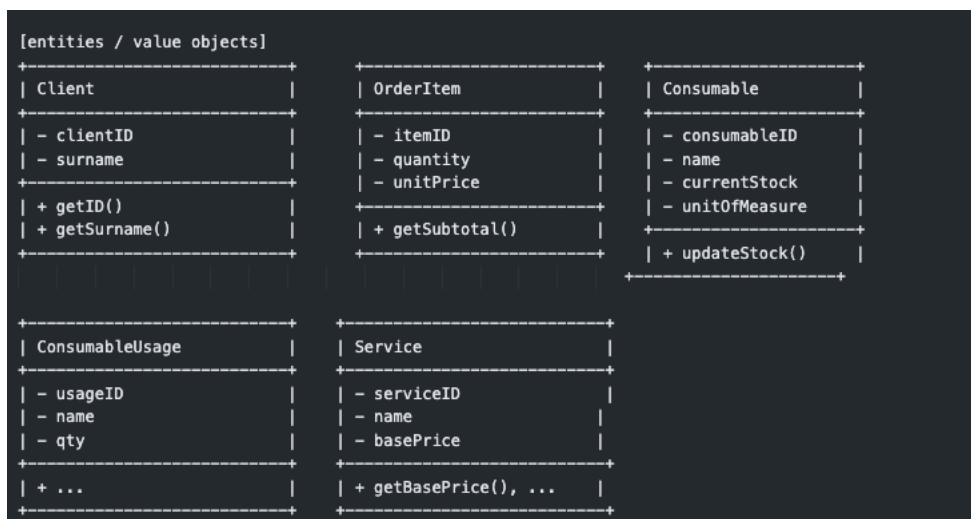 [entities / value objects]
+---------------------------+     +------------------------+    +---------------------+
| Client                    |     | OrderItem              |    | Consumable          |
+---------------------------+     +------------------------+    +---------------------+
| - clientID                |     | - itemID               |    | - consumableID      |
| - surname                 |     | - quantity             |    | - name              |
+---------------------------+     | - unitPrice            |    | - currentStock      |
| + getID()                 |     +------------------------+    | - unitOfMeasure     |
| + getSurname()            |     | + getSubtotal()        |    +---------------------+
+---------------------------+     +------------------------+    | + updateStock()     |
                                                              +---------------------+
+---------------------------+   +---------------------------+
| ConsumableUsage           |   | Service                   |
+---------------------------+   +---------------------------+
| - usageID                 |   | - serviceID               |
| - name                    |   | - name                   |
| - qty                     |   | - basePrice              |
+---------------------------+   +---------------------------+
| + ...                     |   | + getBasePrice(), ...    |
+---------------------------+   +---------------------------+